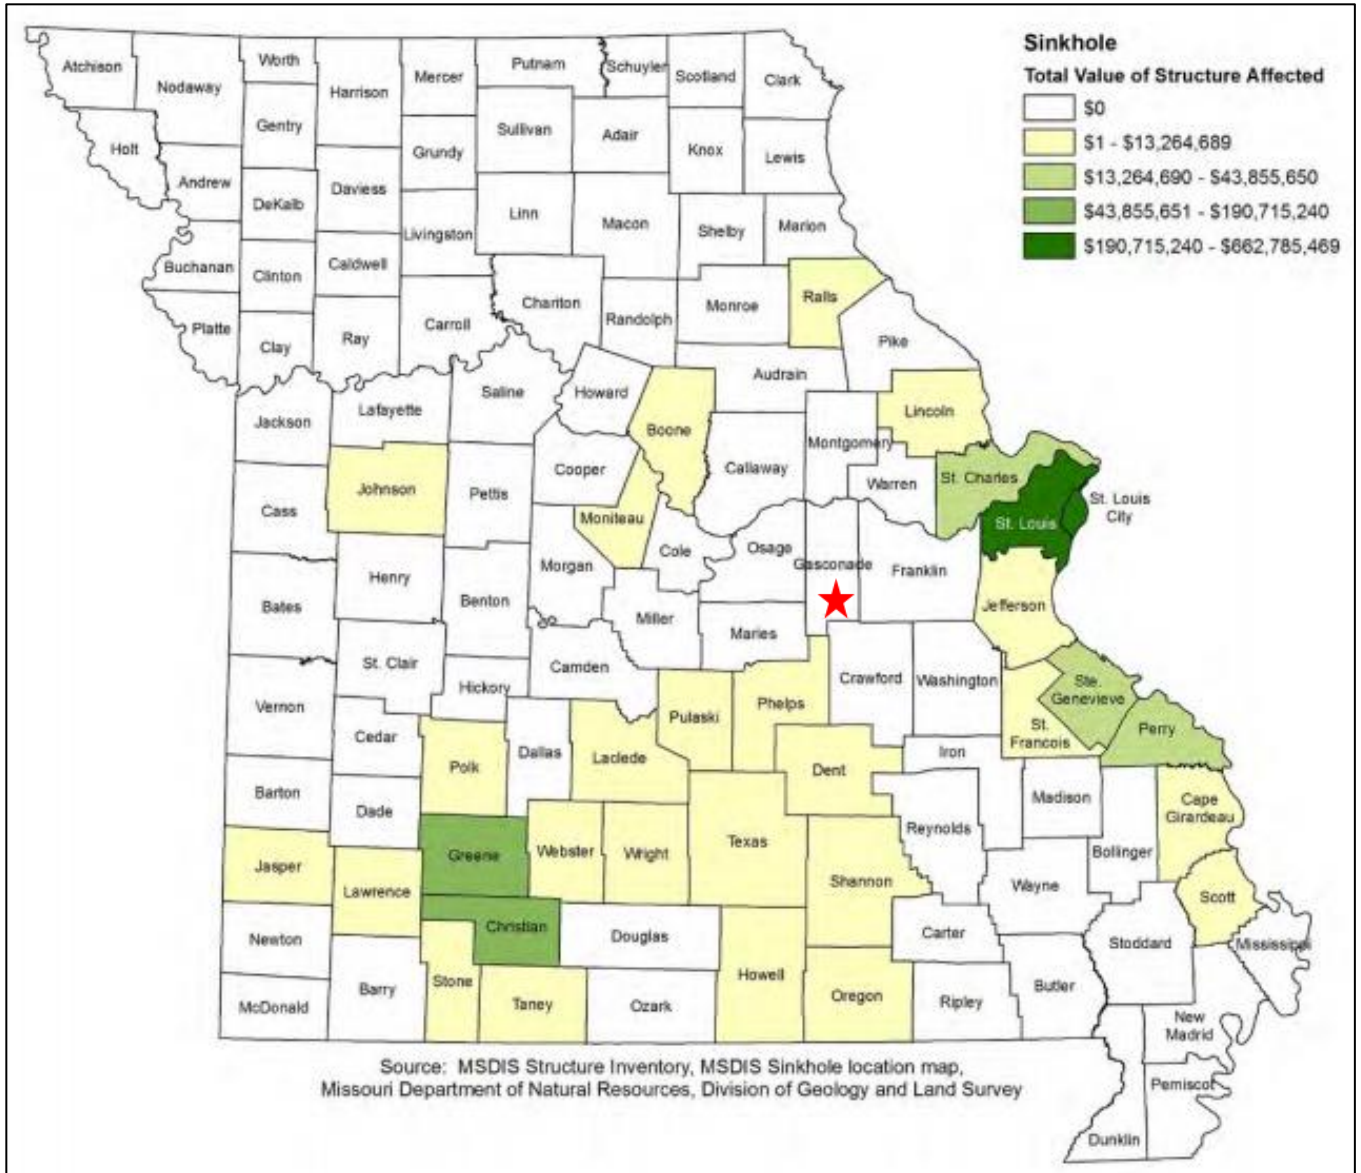 Sinkhole
Total Value of Structure Affected
$0
$1 - $13,264,689
$13,264,690 - $43,855,650
$43,855,651 - $190,715,240
$190,715,240 - $662,785,469
Atchison
Nodaway
Worth
Harrison
Mercer
Putnam
Schuyler
Scotland
Clark
Holt
Gentry
Sullivan
Adair
Knox
Lewis
Andrew
DeKalb
Daviess
Grundy
Linn
Macon
Shelby
Marion
Buchanan
Clinton
Caldwell
Livingston
Chariton
Randolph
Monroe
Ralls
Platte
Clay
Ray
Carroll
Pike
Audrain
Jackson
Lafayette
Saline
Howard
Boone
Lincoln
Callaway
Montgomery
Warren
St. Charles
St. Louis
St. Louis
City
Cass
Johnson
Pettis
Cooper
Moniteau
Cole
Osage
Gasconade
Franklin
Jefferson
Bates
Henry
Benton
Morgan
Miller
Maries
St. Clair
Hickory
Camden
Crawford
Washington
Ste.
Genevieve
Perry
Vernon
Cedar
Polk
Dallas
Laclede
Pulaski
Phelps
Dent
Iron
St.
Francois
Madison
Cape
Girardeau
Barton
Dade
Greene
Webster
Wright
Texas
Shannon
Reynolds
Bollinger
Wayne
Scott
Jasper
Lawrence
Christian
Douglas
Howell
Carter
Stoddard
Mississippi
Newton
McDonald
Barry
Stone
Taney
Ozark
Oregon
Ripley
Butler
New
Madrid
Pemiscot
Dunklin
Source: MSDIS Structure Inventory, MSDIS Sinkhole location map,
Missouri Department of Natural Resources, Division of Geology and Land Survey